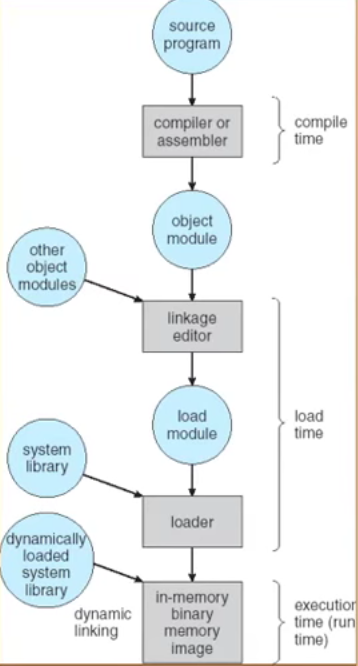 source
program
compiler or
assembler
compile
time
object
module
other
object
modules
linkage
editor
load
module
load
time
system
library
loader
dynamically
loaded
system
library
dynamic
linking
in-memory
binary
memory
image
execution
time (run
time)